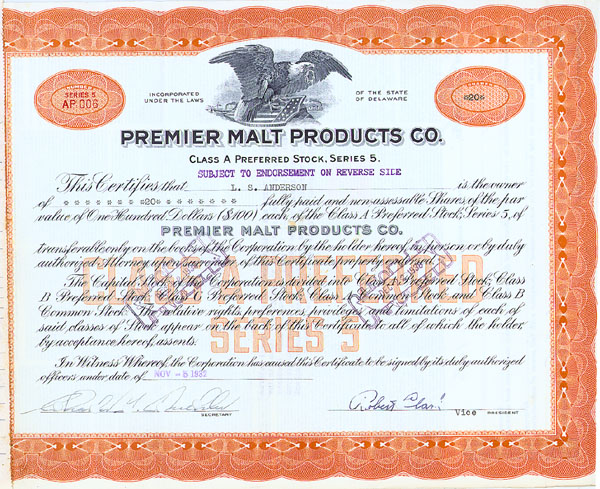 NUMBER
SERIES 5
AP 006
INCORPORATED
UNDER THE LAWS
OF THE STATE
OF DELAWARE
SHARES
*20*
PREMIER MALT PRODUCTS CO.
CLASS A PREFERRED STOCK, SERIES 5.
SUBJECT TO ENDORSEMENT ON REVERSE SIDE
This Certifies that L. S. ANDERSON is the owner
of * * * * * * * * *20* * * * * * * * fully paid and non-assessable Shares of the par
value of One Hundred Dollars ($100) each of the Class A Preferred Stock, Series 5, of
PREMIER MALT PRODUCTS CO.
transferable only on the books of the Corporation by the holder hereof, in person or by duly
authorized Attorney, upon surrender of this Certificate properly endorsed.
The Capital Stock of the Corporation is divided into Class A Preferred Stock, Class
B Preferred Stock, Class C Preferred Stock, Class A Common Stock and Class B
Common Stock. The relative rights, preferences, privileges and limitations of each of
said classes of Stock appear on the back of this Certificate to all of which the holder,
by acceptance hereof, assents.
CLASS A PREFERRED
SERIES 5
In Witness Whereof, the Corporation has caused this Certificate to be signed by its duly authorized
officers under date of NOV - 5 1932
Robert Clark
SECRETARY
Vice PRESIDENT